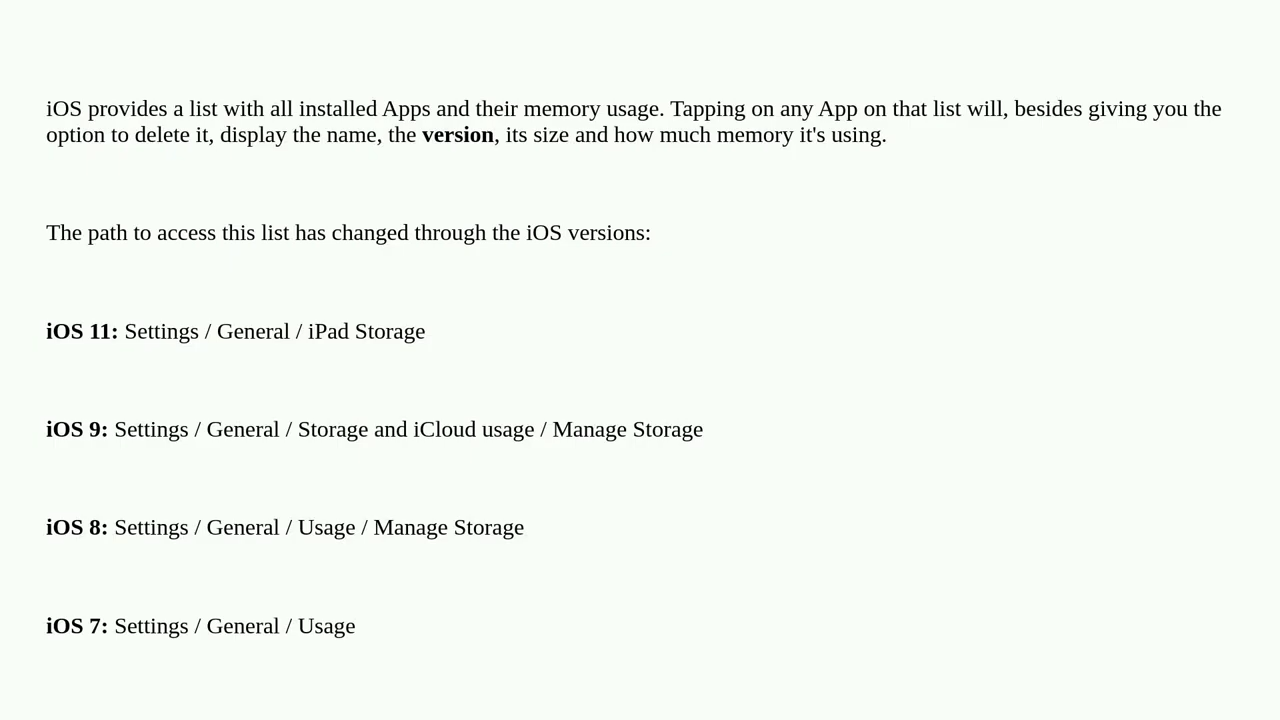 iOS provides a list with all installed Apps and their memory usage. Tapping on any App on that list will, besides giving you the
option to delete it, display the name, the version, its size and how much memory it's using.
The path to access this list has changed through the iOS versions:
iOS 11: Settings / General / iPad Storage
iOS 9: Settings / General / Storage and iCloud usage / Manage Storage
iOS 8: Settings / General / Usage / Manage Storage
iOS 7: Settings / General / Usage